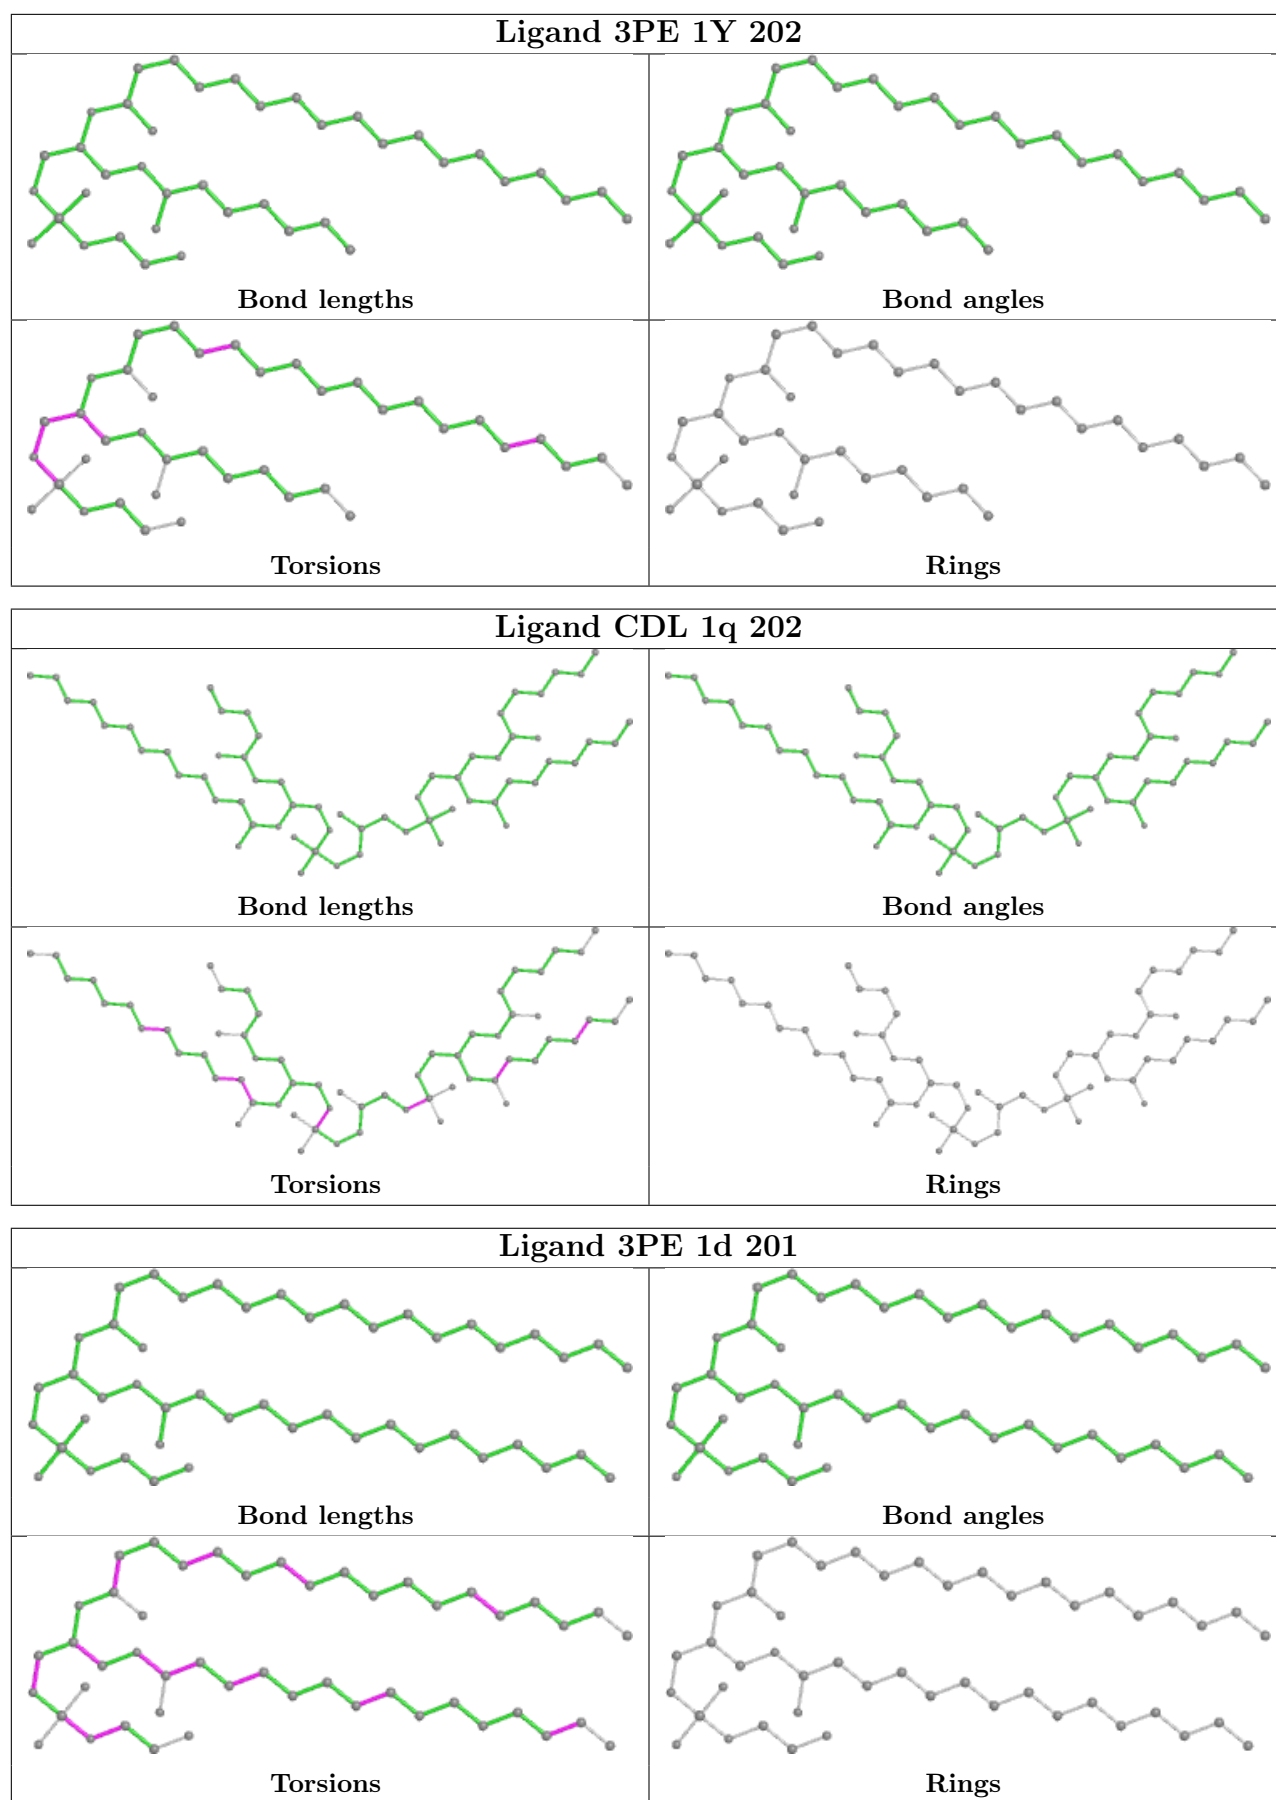 Ligand 3PE 1Y 202
Bond lengths
Bond angles
Torsions
Rings
Ligand CDL 1q 202
Bond lengths
Bond angles
Torsions
Rings
Ligand 3PE 1d 201
Bond lengths
Bond angles
Torsions
Rings